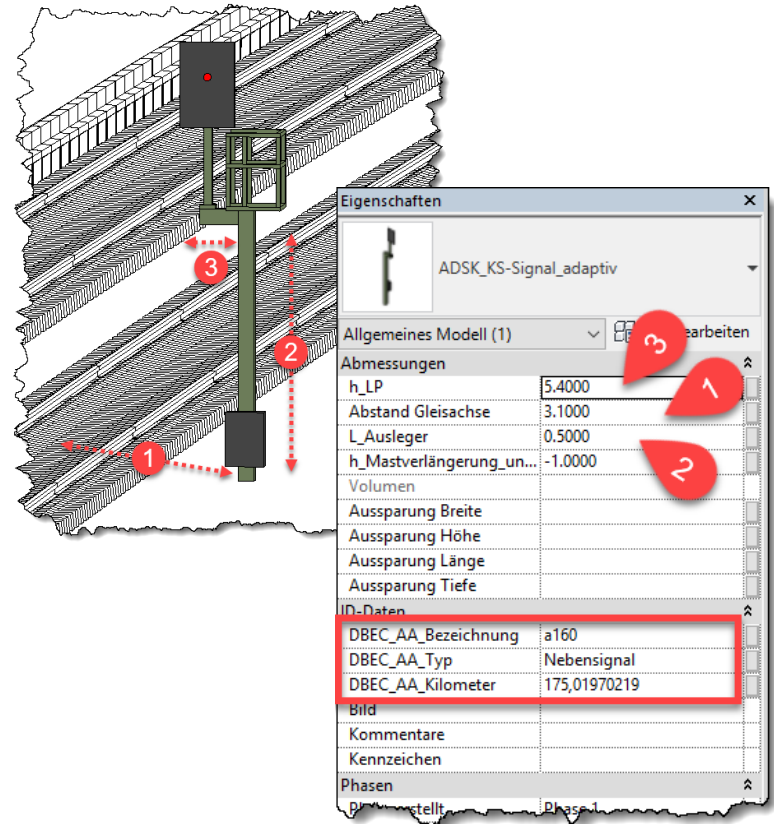 3
2
1
Eigenschaften
ADSK_KS-Signal_adaptiv
Allgemeines Modell (1) earbeiten
3
Abmessungen
h_LP 5.4000
1
Abstand Gleisachse 3.1000
L_Ausleger 0.5000
h_Mastverlängerung_un... -1.0000
2
Volumen
Aussparung Breite
Aussparung Höhe
Aussparung Länge
Aussparung Tiefe
ID-Daten
DBEC_AA_Bezeichnung a160
DBEC_AA_Typ Nebensignal
DBEC_AA_Kilometer 175,01970219
Bild
Kommentare
Kennzeichen
Phasen
Phase 1